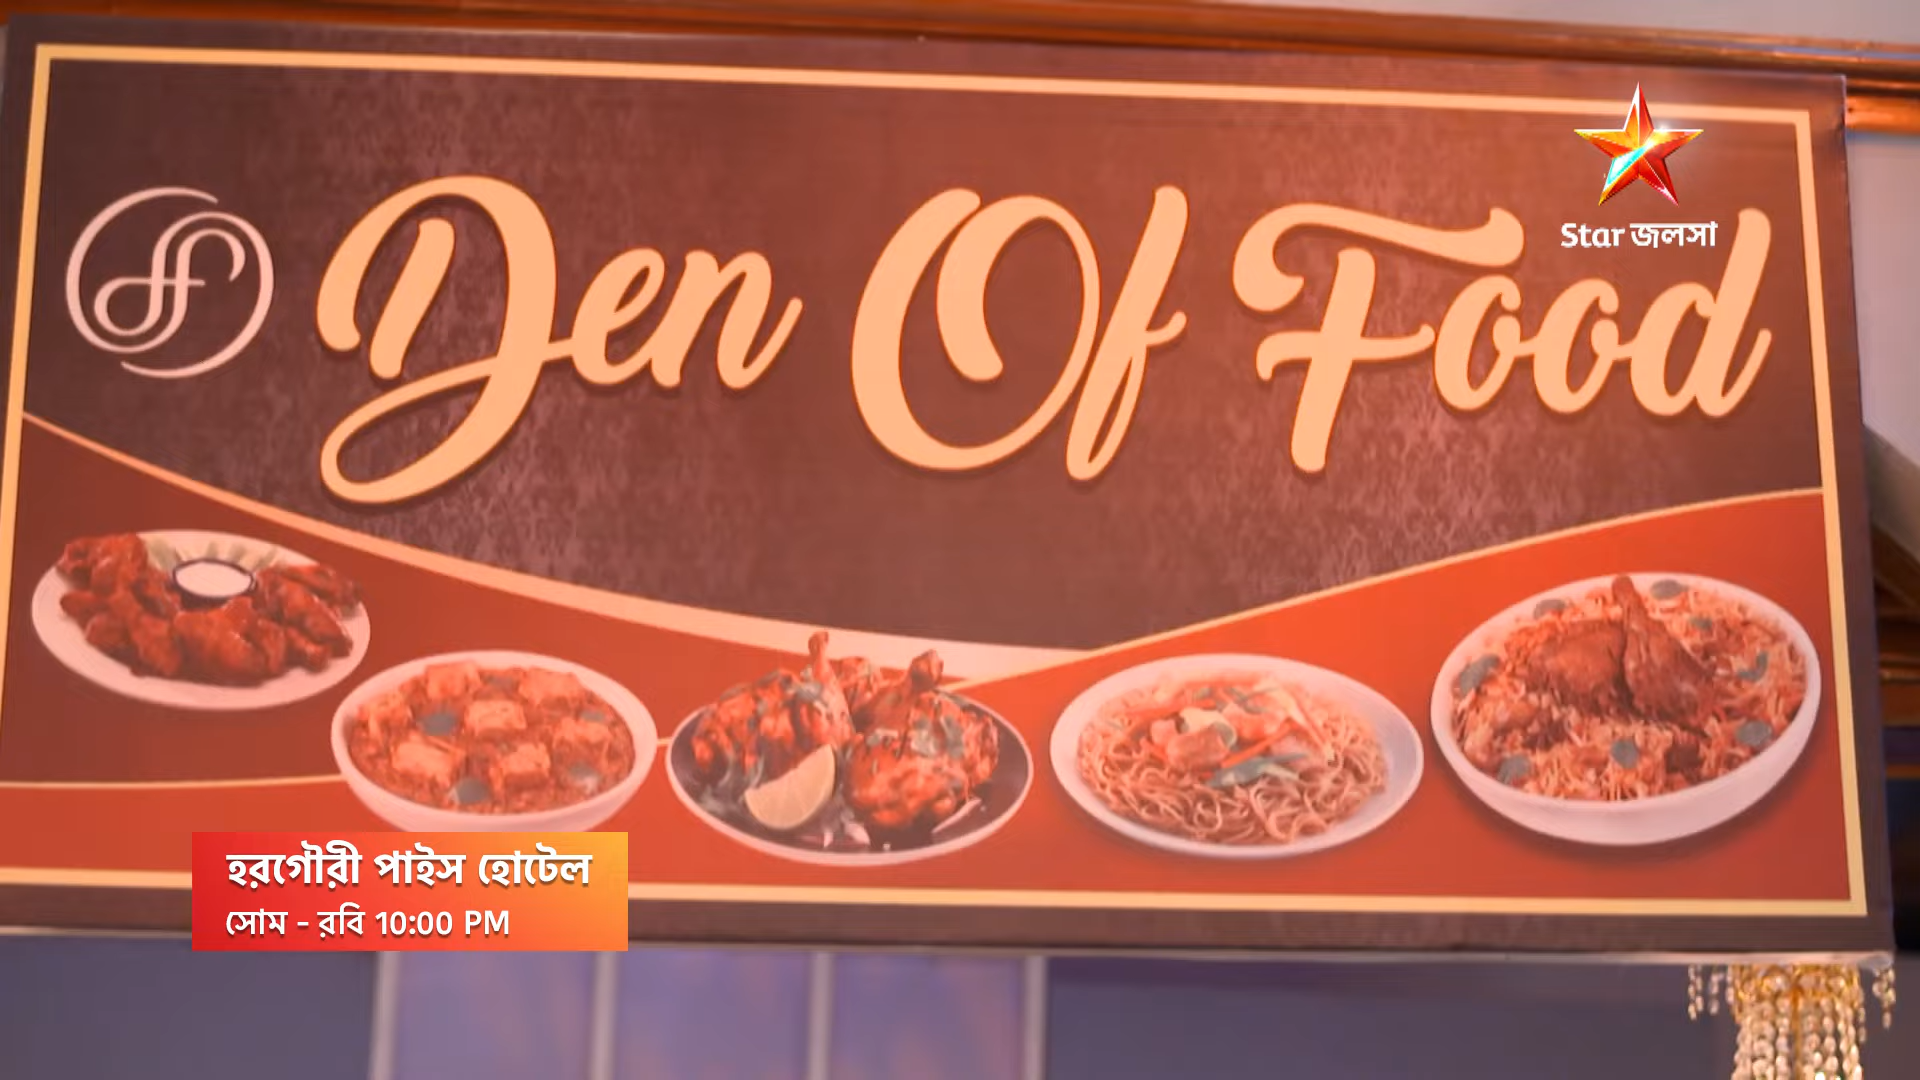 Star জলসা
Den Of Food
হরগৌরী পাইস হোটেল
সোম - রবি 10:00 PM